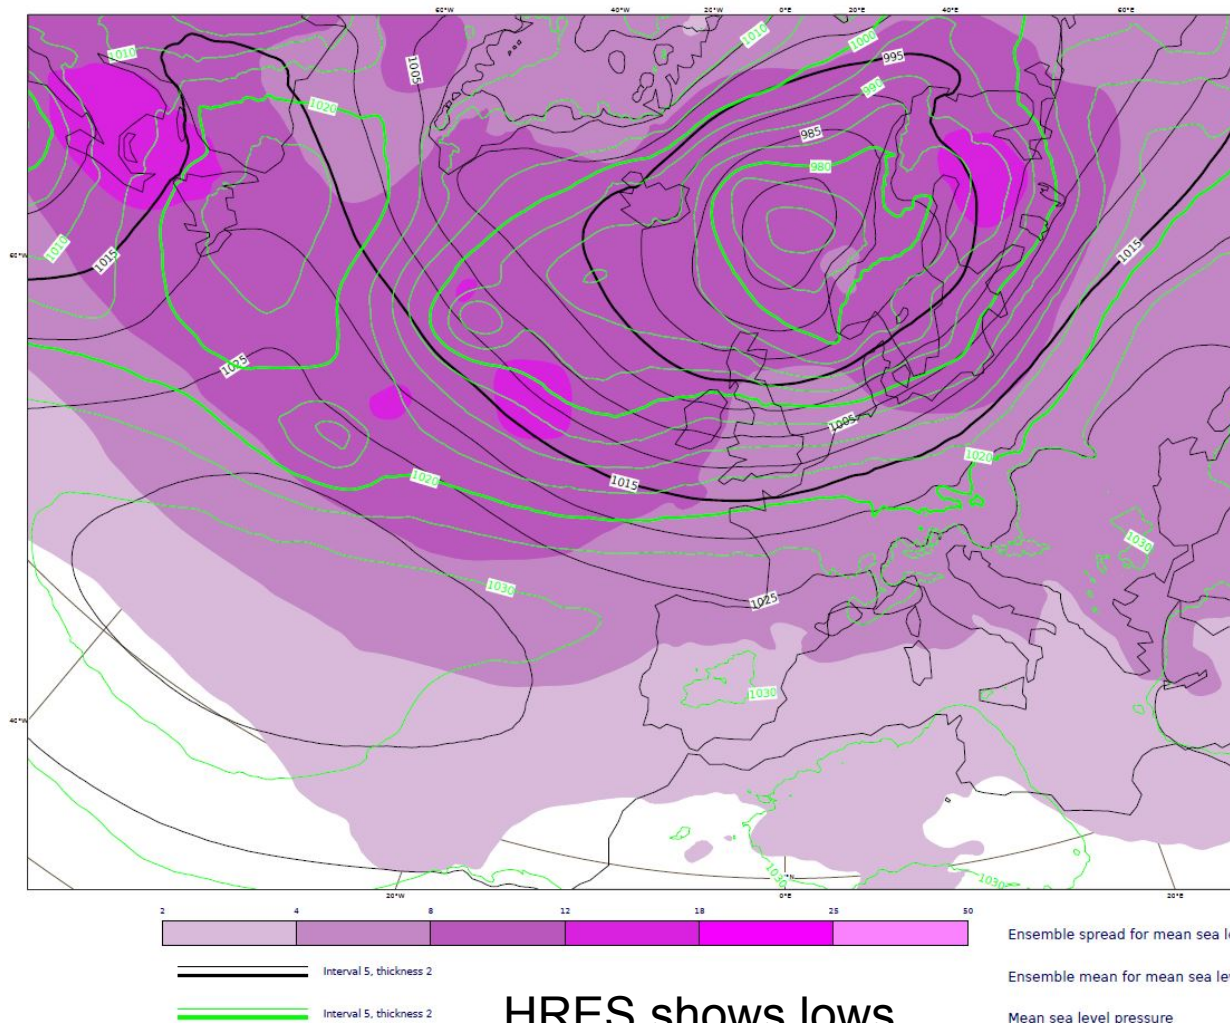 60°W 40°W 20°W 0°E 20°E 40°E 60°E
1010
1005
1010
1000
995
990
1020
985
980
1010
1015
60°W
1015
1025
1005
1020
1015
1020
1030
1030
1025
1030
40°W
1030
1030
20°W 0°E 20°E
2 4 8 12 18 25 50
Ensemble spread for mean sea
Interval 5, thickness 2
Ensemble mean for mean sea
Interval 5, thickness 2
Mean sea level pressure
HRES shows lows